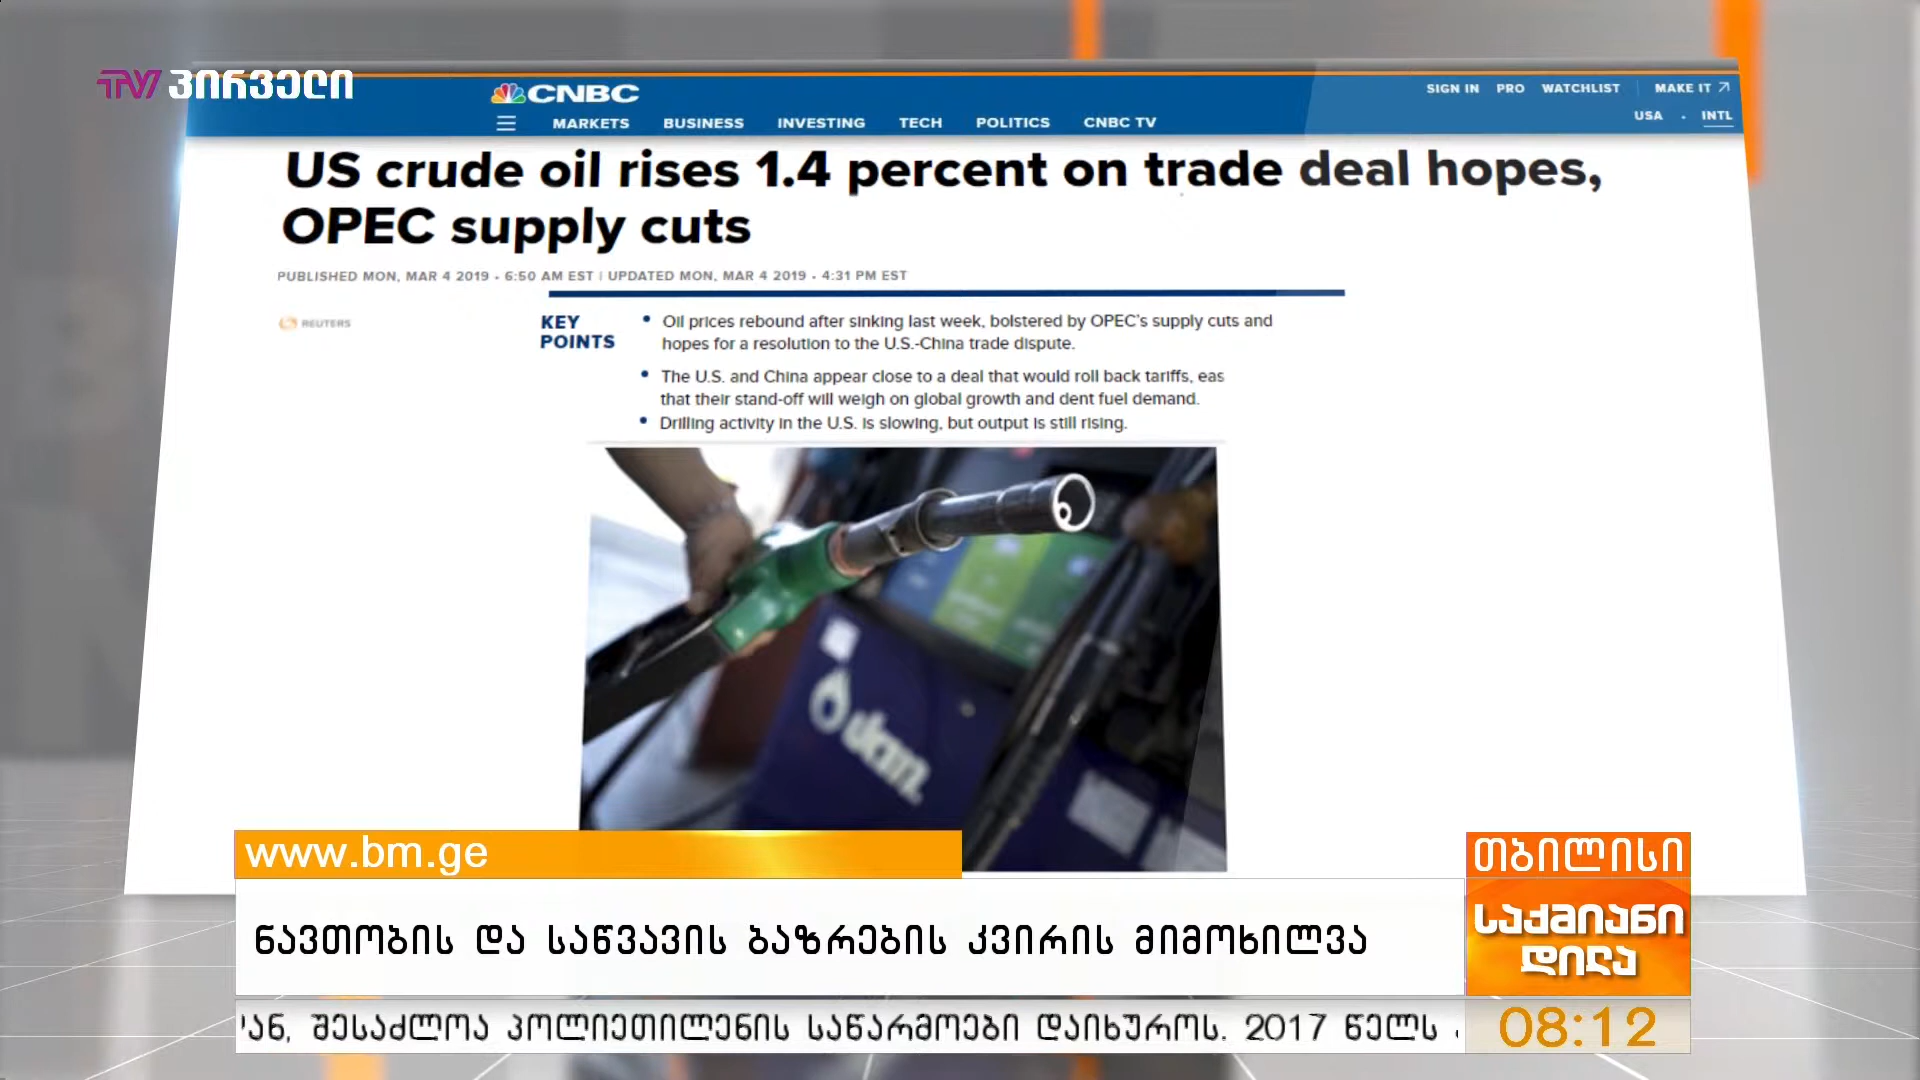 TV პირველი
CNBC
SIGN IN PRO WATCHLIST MAKE IT
USA · INTL
MARKETS BUSINESS INVESTING TECH POLITICS CNBC TV
US crude oil rises 1.4 percent on trade deal hopes,
OPEC supply cuts
PUBLISHED MON, MAR 4 2019 • 6:50 AM EST | UPDATED MON, MAR 4 2019 • 4:31 PM EST
REUTERS
KEY
POINTS
• Oil prices rebound after sinking last week, bolstered by OPEC's supply cuts and
hopes for a resolution to the U.S.-China trade dispute.
• The U.S. and China appear close to a deal that would roll back tariffs, eas
that their stand-off will weigh on global growth and dent fuel demand.
• Drilling activity in the U.S. is slowing, but output is still rising.
www.bm.ge
ნავთობის და საწვავის ბაზრების კვირის მიმოხილვა
თბილისი
საქმიანი
დილა
ან, შესაძლოა პოლიეთილენის საწარმოები დაიხუროს. 2017 წელს
08:12